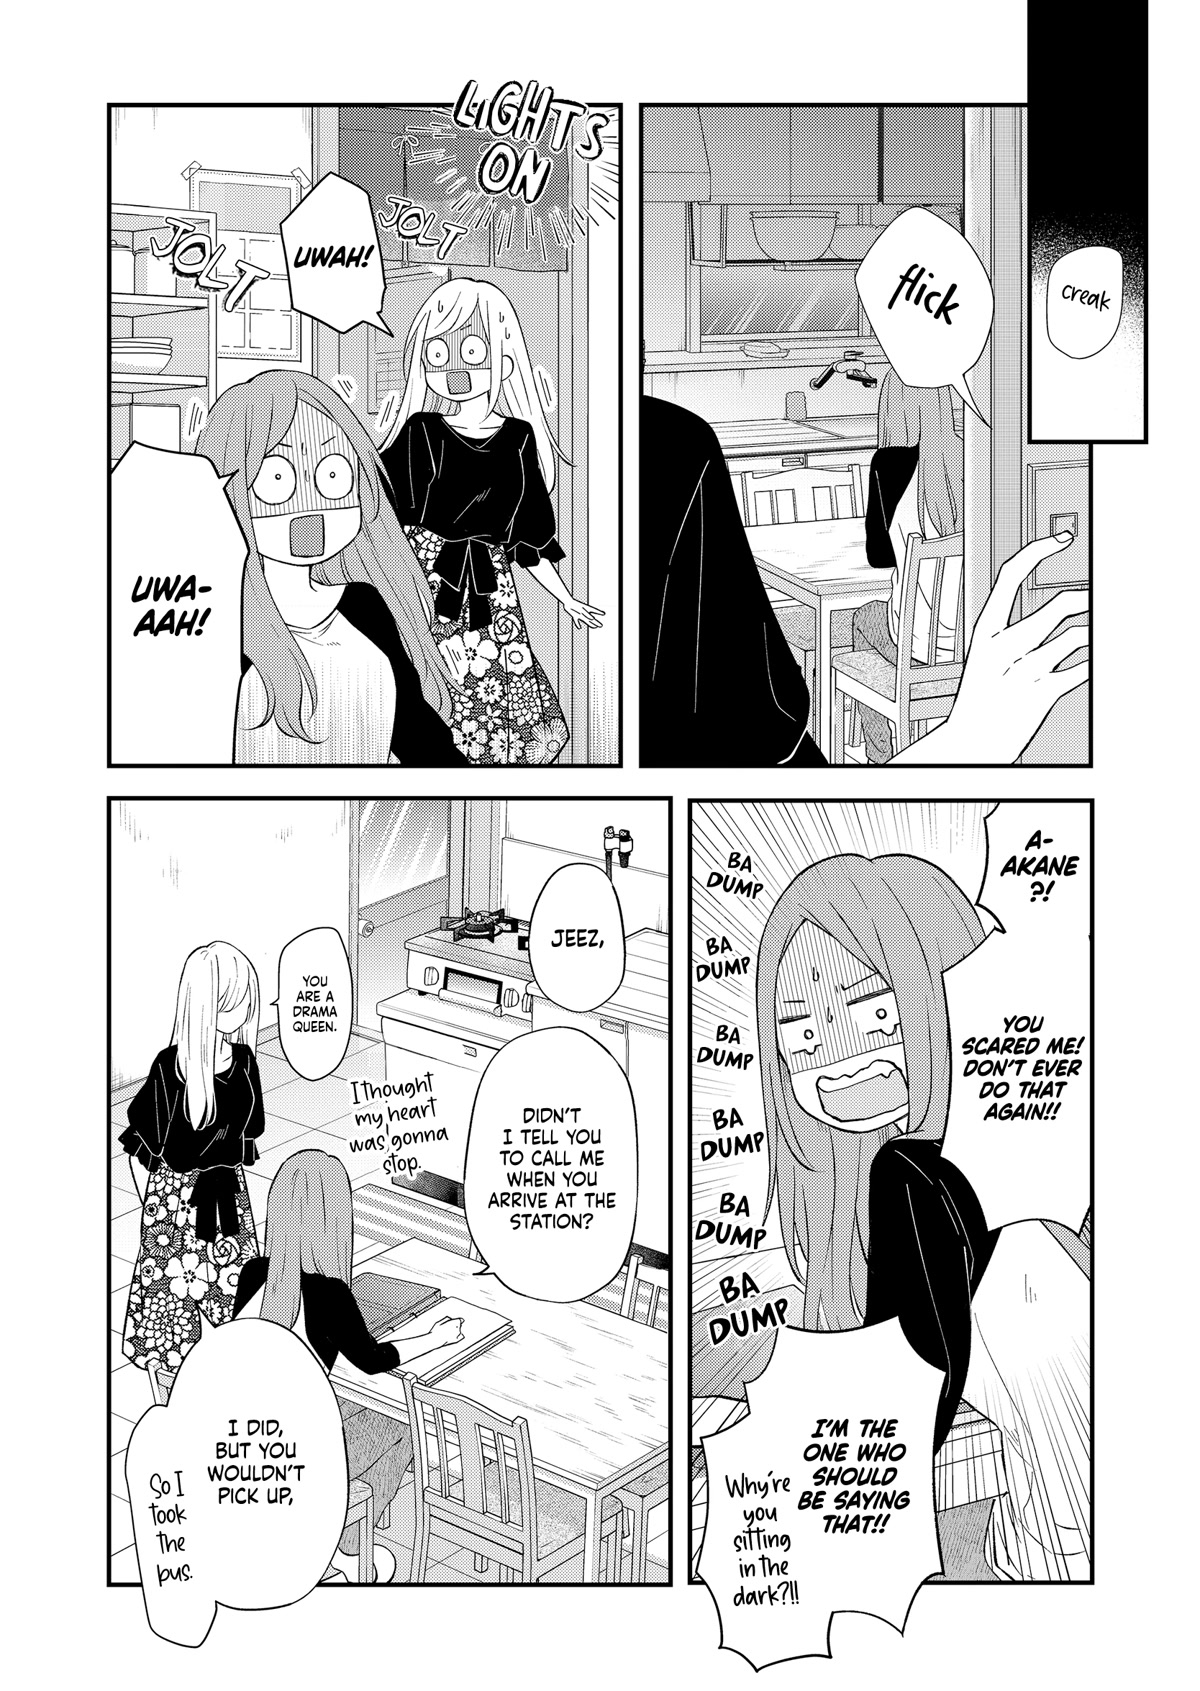 creak
flick
LIGHTS
ON
JOLT
UWAH!
JOLT
UWA-
AAH!
A-
AKANE
?!
YOU
SCARED ME!
DON'T EVER
DO THAT
AGAIN!!
BA
DUMP
BA
DUMP
BA
DUMP
BA
DUMP
BA
DUMP
BA
DUMP
I'M THE
ONE WHO
SHOULD
BE SAYING
THAT!!
Why're
you
sitting
in the
dark?!!
JEEZ,
DIDN'T
I TELL YOU
TO CALL ME
WHEN YOU
ARRIVE AT THE
STATION?
I thought
my heart
was gonna
stop.
YOU
ARE A
DRAMA
QUEEN.
I DID,
BUT YOU
WOULDN'T
PICK UP,
So I
took
the
bus.